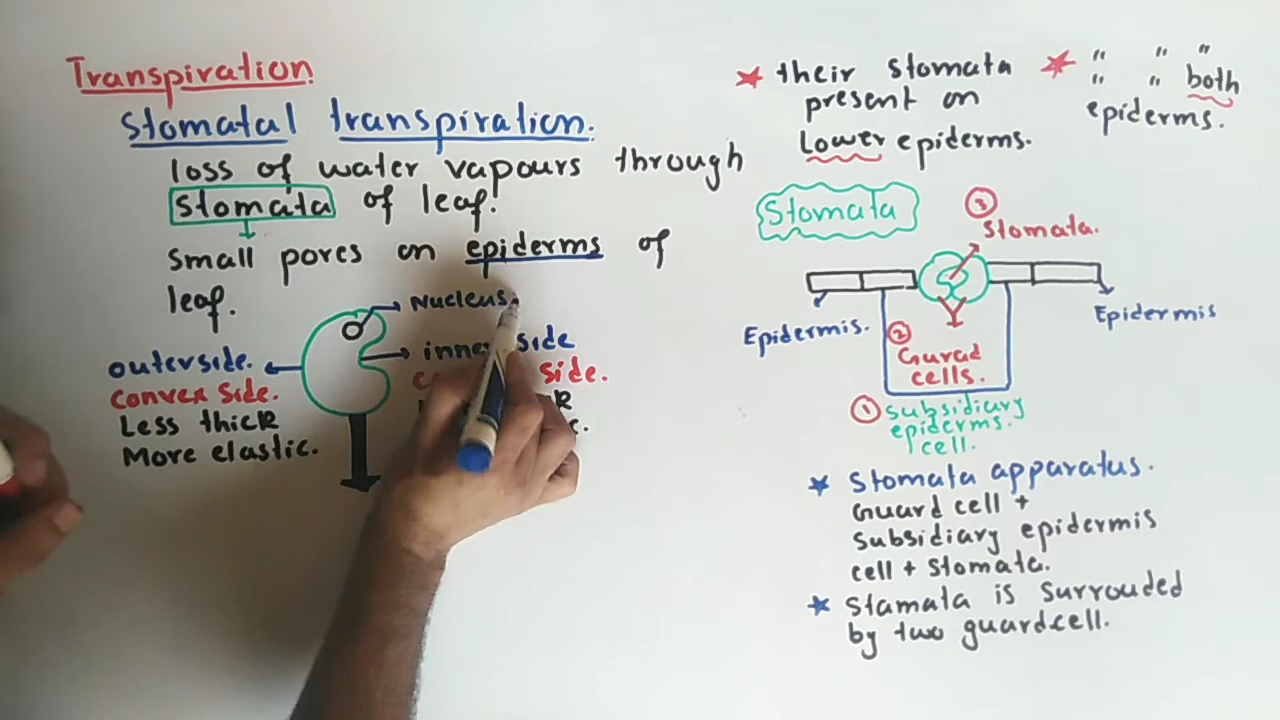 Transpiration
Stomatal transpiration.
loss of water vapours through
Stomata of leaf.
Small pores on epiderms of
leaf.
Nucleus.
outerside.
convex side.
Less thick
More elastic.
side
side.
* their stomata
present on
Lower epiderms.
* " " "
" " both
epiderms.
Stomata
3
Stomata.
Epidermis.
Epidermis
2
Gurad
cells.
1 subsidiary
epiderms.
cell.
* Stomata apparatus.
Guard cell +
subsidiary epidermis
cell + stomata.
* Stamata is surrouded
by two guardcell.